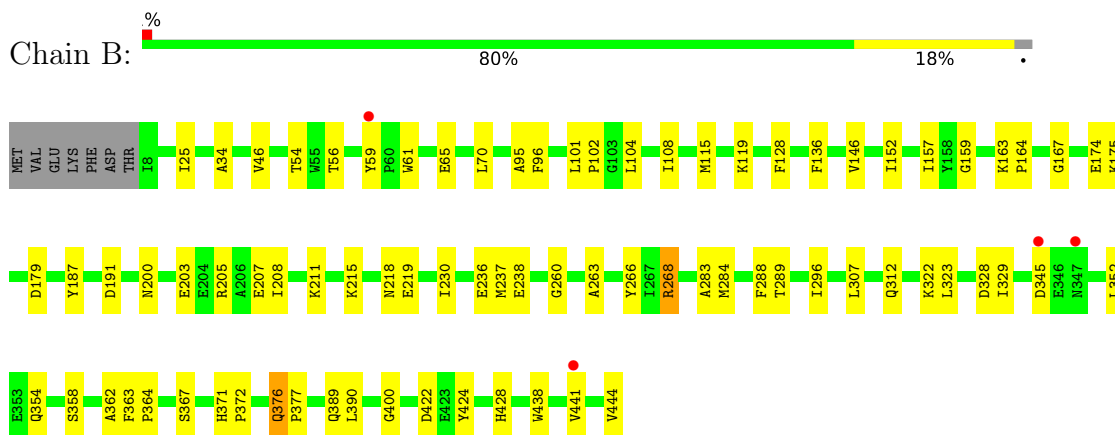 .%
Chain B:
80% 18% •
MET VAL GLU LYS PHE ASP THR I8 I25 A34 V46 T54 W55 T56 Y59 P60 W61 E65 L70 A95 F96 L101 P102 G103 L104 I108 M115 K119 F128 F136 V146 I152 I157 Y158 G159 K163 P164 G167 E174 K175
D179 Y187 D191 N200 E203 E204 R205 A206 E207 I208 K211 K215 N218 E219 I230 E236 M237 E238 G260 A263 Y266 I267 R268 A283 M284 F288 T289 I296 L307 Q312 K322 L323 D328 I329 D345 E346 N347 L352
E353 Q354 S358 A362 F363 P364 S367 H371 P372 Q376 P377 Q389 L390 G400 D422 E423 Y424 H428 W438 V441 V444